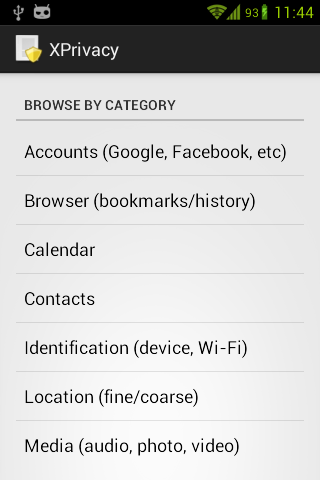 93 11:44
XPrivacy
BROWSE BY CATEGORY
Accounts (Google, Facebook, etc)
Browser (bookmarks/history)
Calendar
Contacts
Identification (device, Wi-Fi)
Location (fine/coarse)
Media (audio, photo, video)